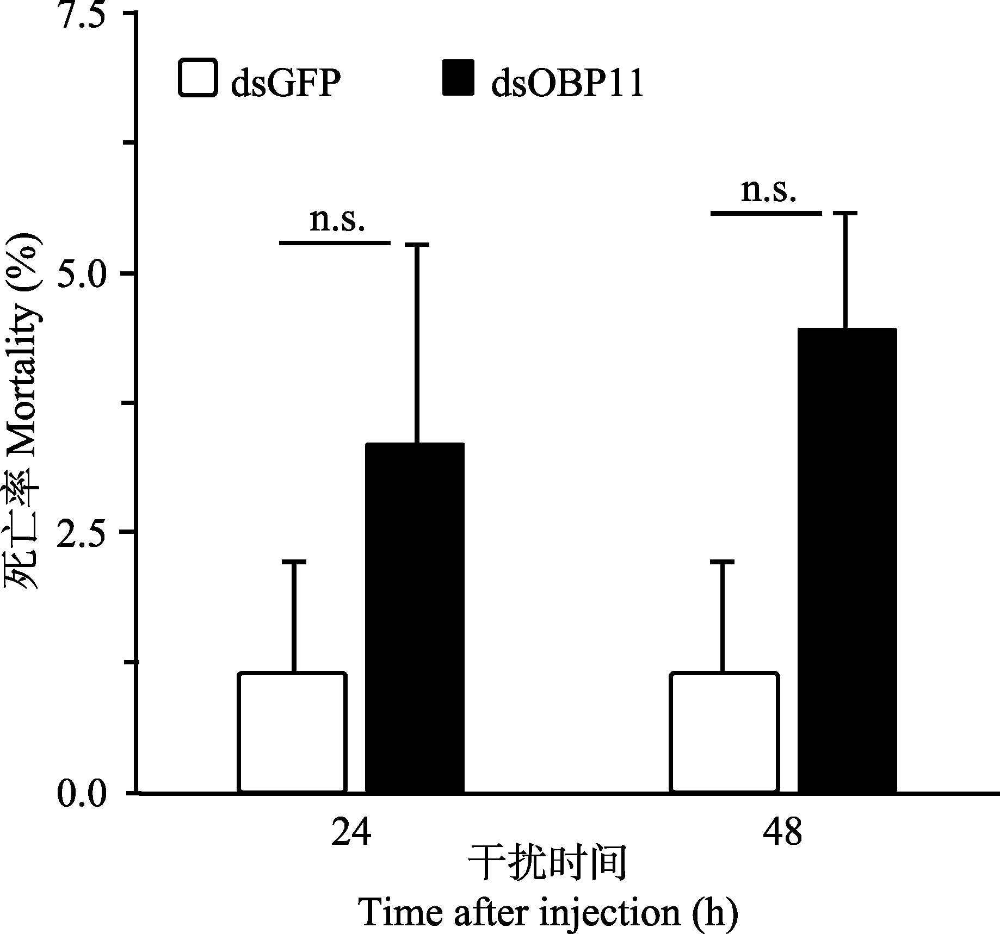 7.5
dsGFP
dsOBP11
n.s.
n.s.
5.0
死亡率 Mortality (%)
2.5
0.0
24
48
干扰时间
Time after injection (h)